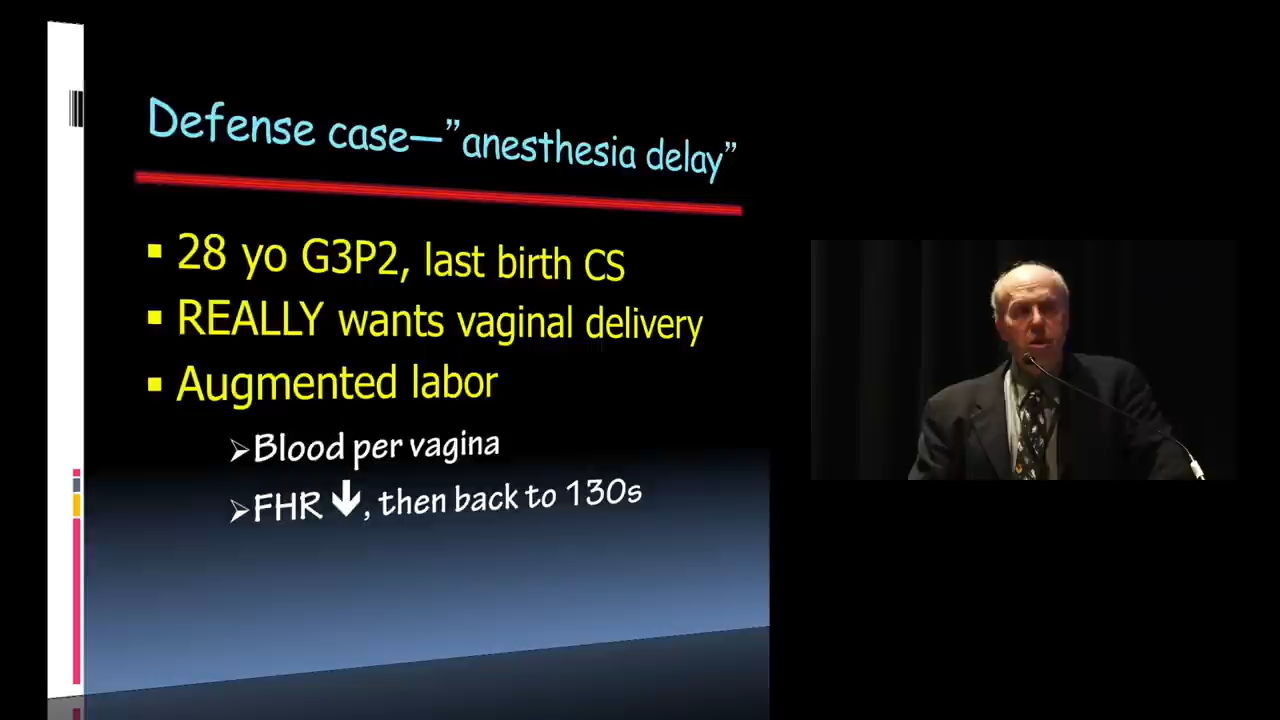 Defense case—"anesthesia delay"
28 yo G3P2, last birth CS
REALLY wants vaginal delivery
Augmented labor
Blood per vagina
FHR ↓, then back to 130s